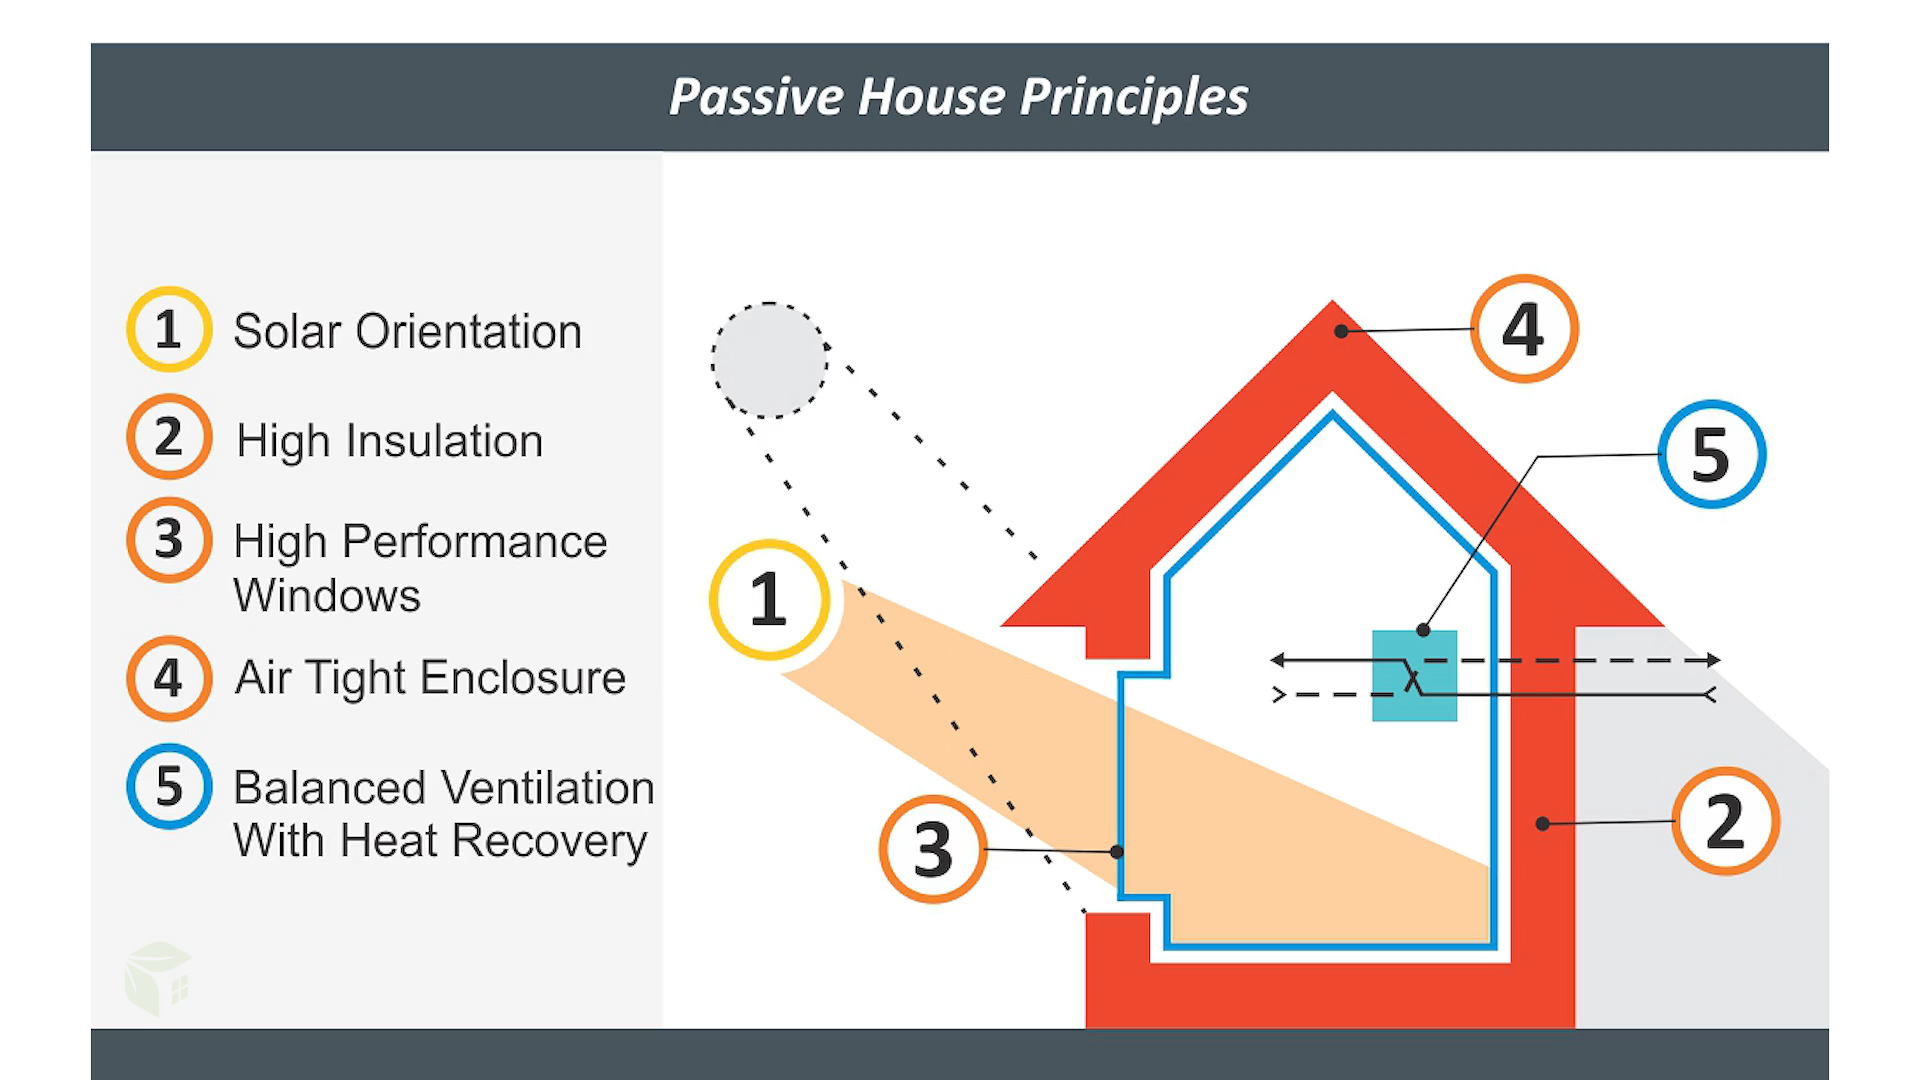 Passive House Principles
1 Solar Orientation
2 High Insulation
3 High Performance
Windows
4 Air Tight Enclosure
5 Balanced Ventilation
With Heat Recovery
4
5
1
2
3